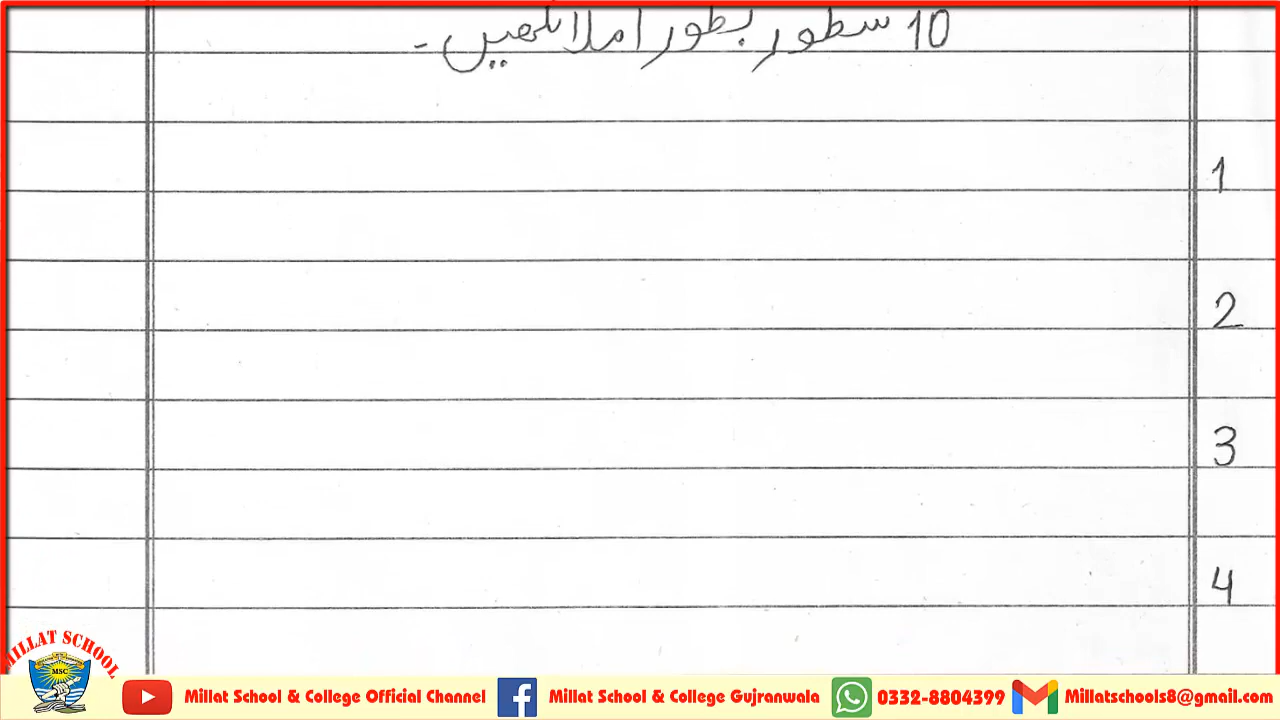 10 سطور بطور املا لکھیں۔
1
2
3
4
MILLAT SCHOOL
MSC
Millat School & College Official Channel
Millat School & College Gujranwala
0332-8804399
Millatschools8@gmail.com